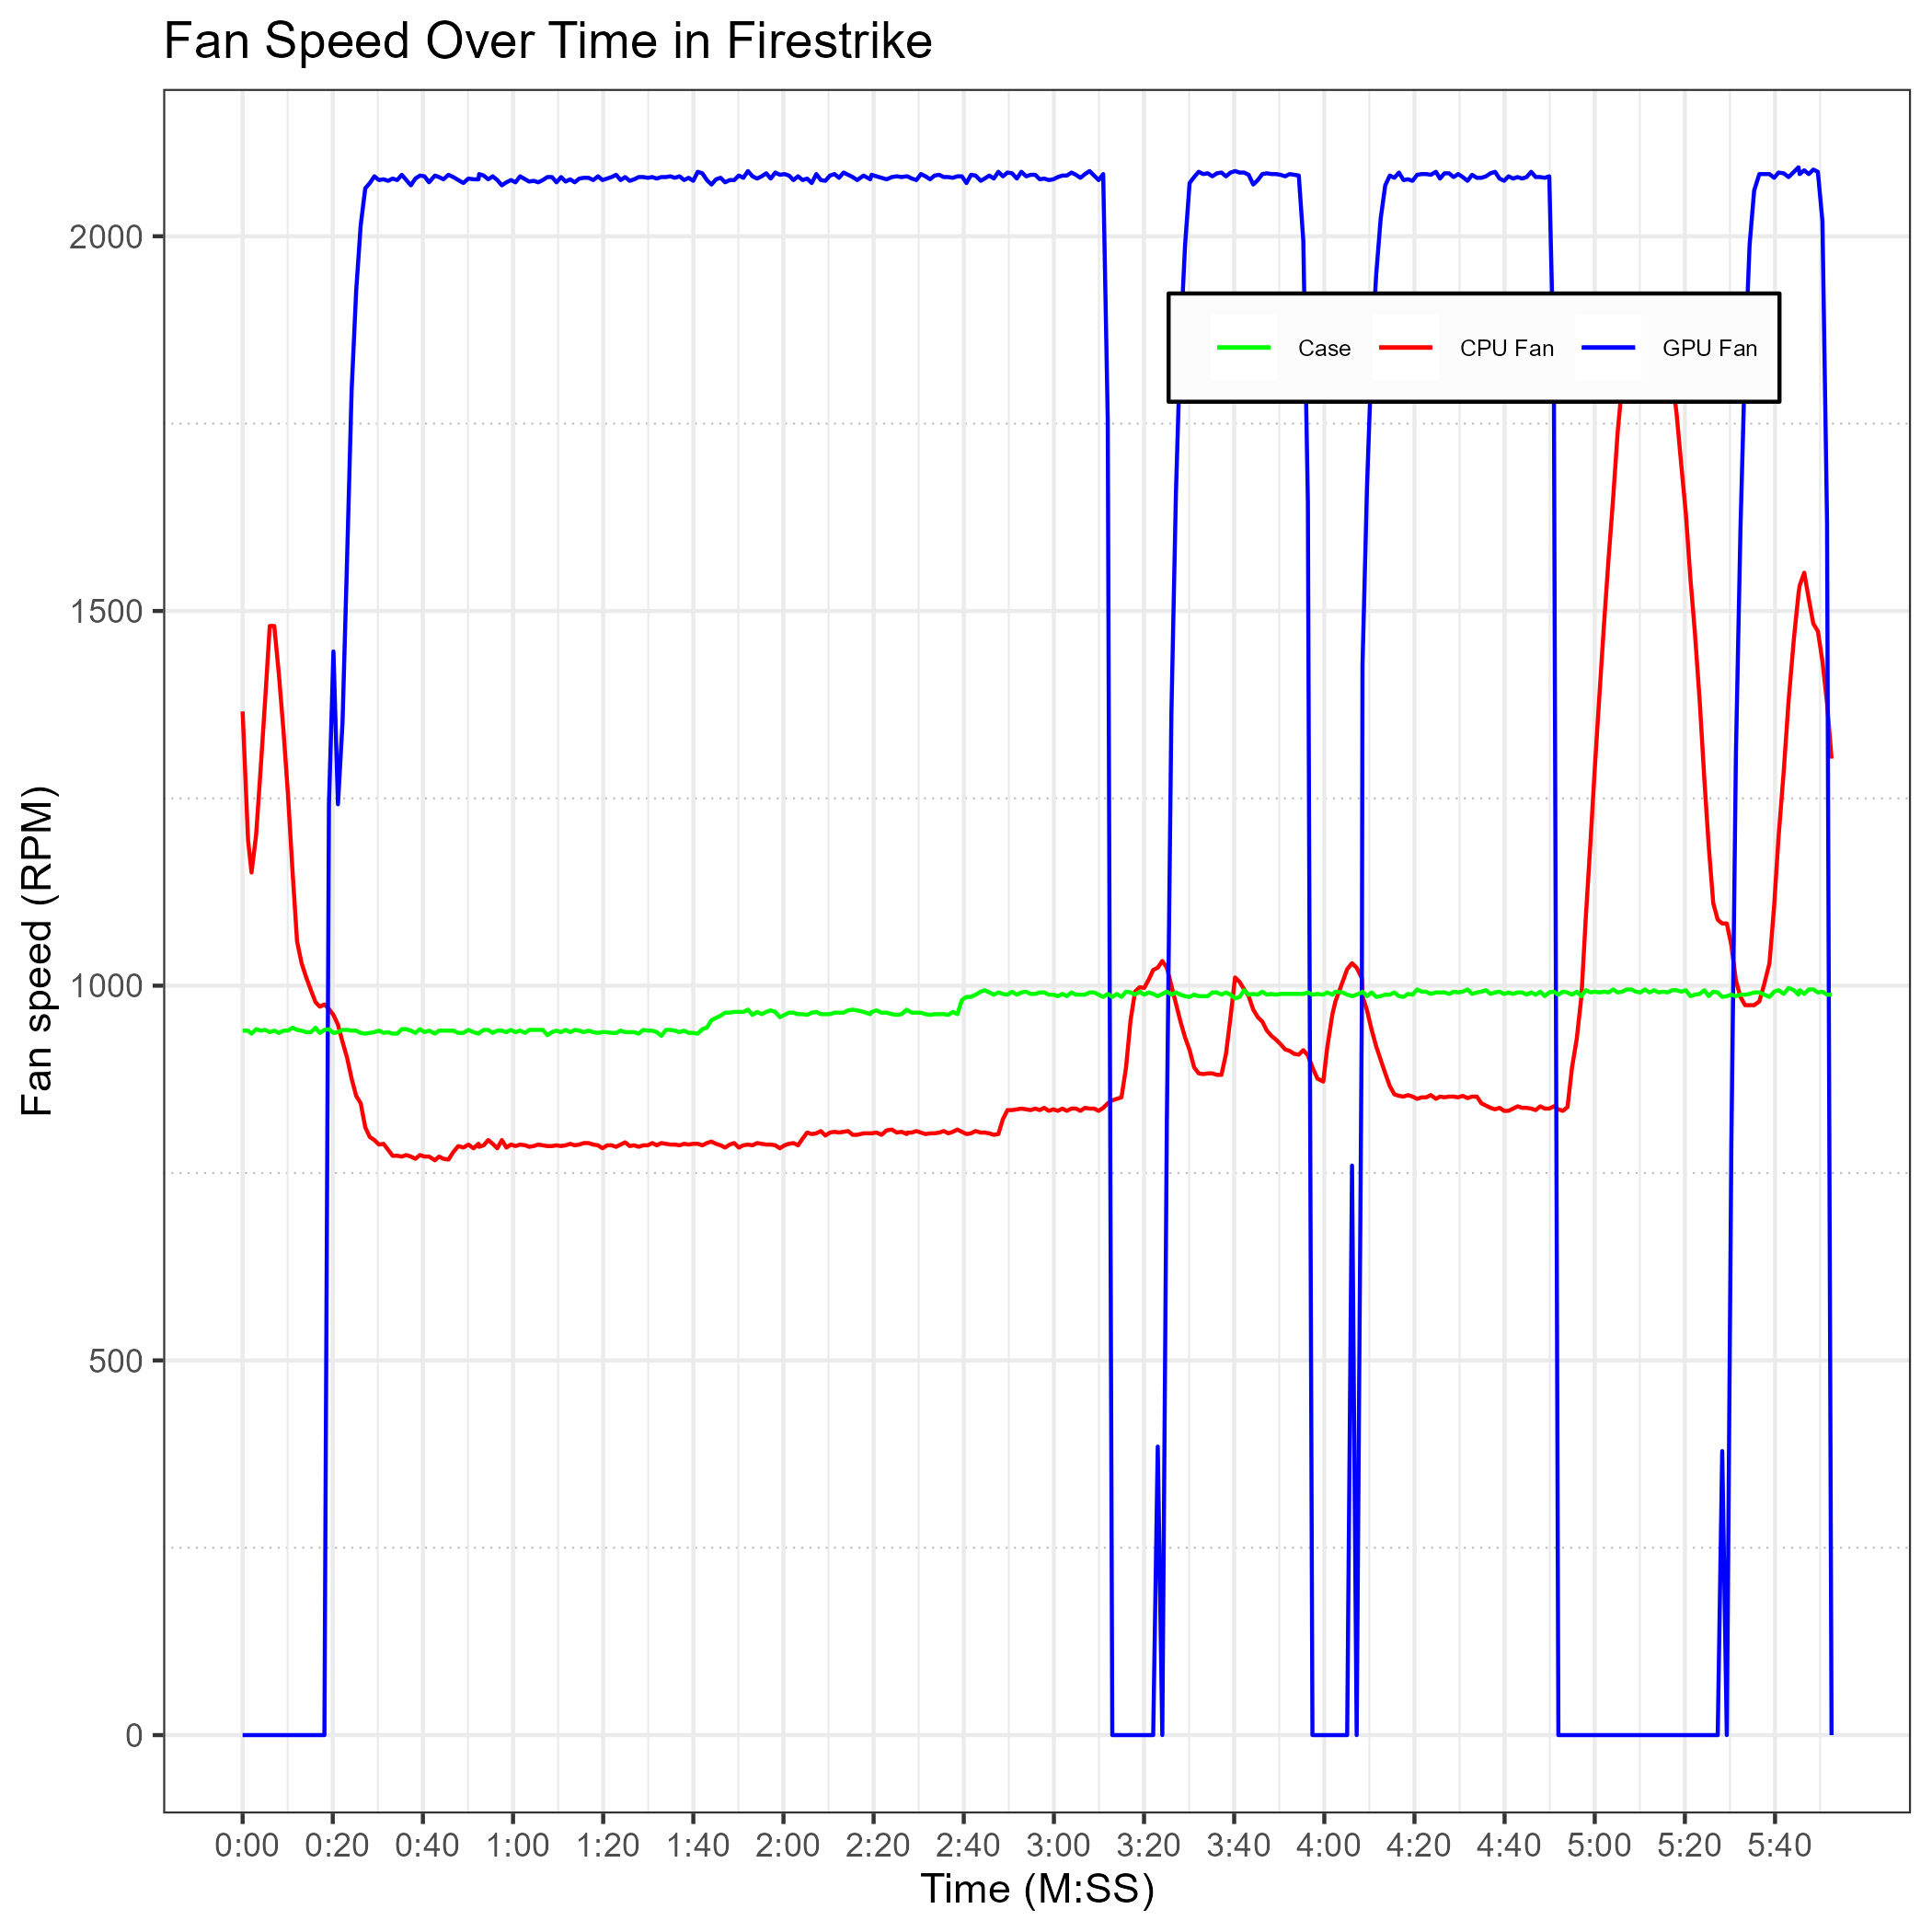 Fan Speed Over Time in Firestrike
Fan speed (RPM)
2000
1500
1000
500
0
Case CPU Fan GPU Fan
0:00 0:20 0:40 1:00 1:20 1:40 2:00 2:20 2:40 3:00 3:20 3:40 4:00 4:20 4:40 5:00 5:20 5:40
Time (M:SS)